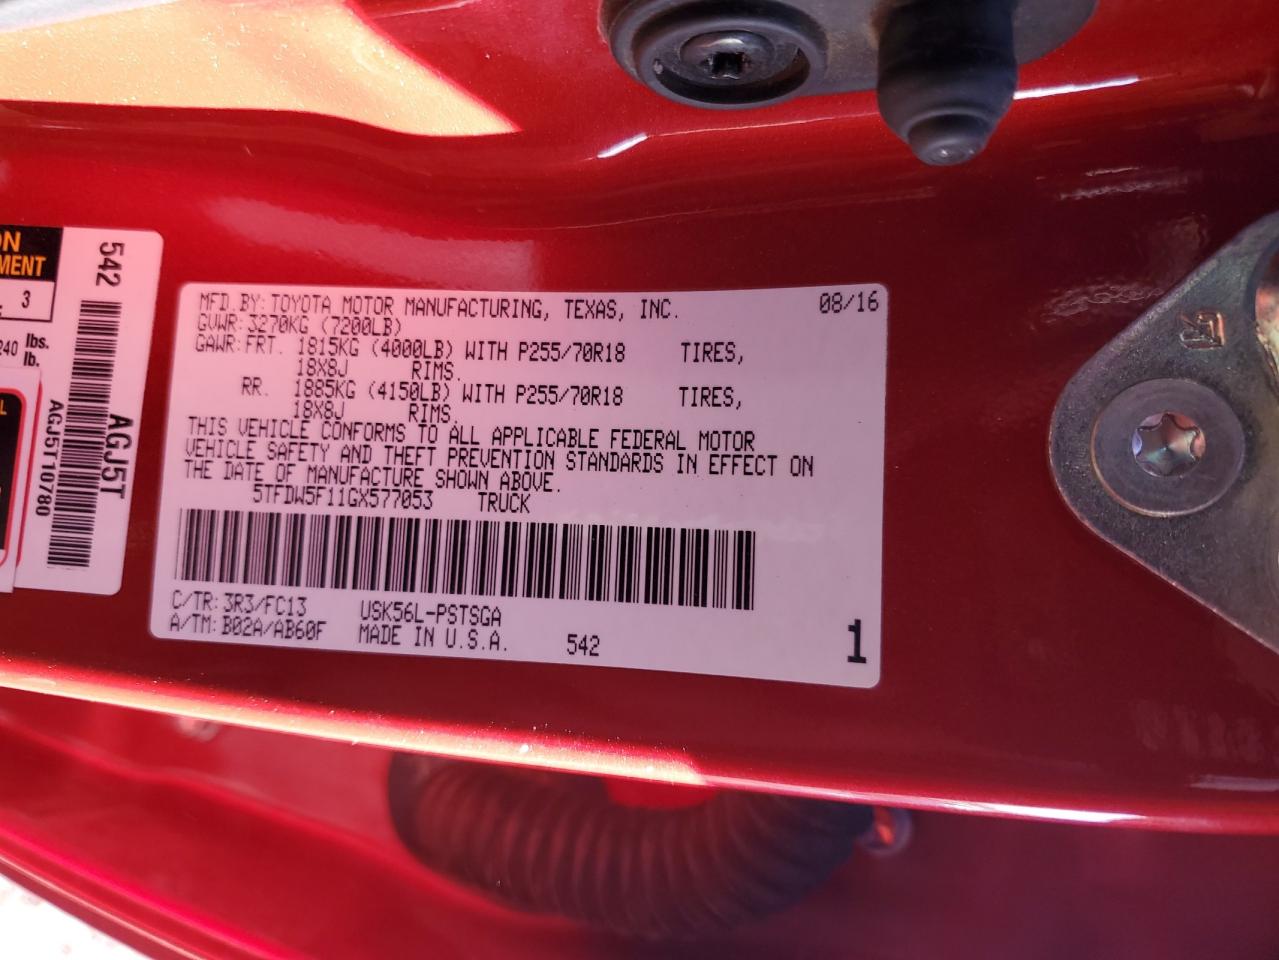 ON
MENT
3
240 lbs.
lb.
L
542
AGJ5T
AGJ5T10780
MFD.BY:TOYOTA MOTOR MANUFACTURING, TEXAS, INC. 08/16
GVWR:3270KG (7200LB)
GAWR:FRT. 1815KG (4000LB) WITH P255/70R18 TIRES,
18X8J RIMS.
RR. 1885KG (4150LB) WITH P255/70R18 TIRES,
18X8J RIMS.
THIS VEHICLE CONFORMS TO ALL APPLICABLE FEDERAL MOTOR
VEHICLE SAFETY AND THEFT PREVENTION STANDARDS IN EFFECT ON
THE DATE OF MANUFACTURE SHOWN ABOVE.
5TFDW5F11GX577053 TRUCK
C/TR:3R3/FC13 USK56L-PSTSGA
A/TM:B02A/AB60F MADE IN U.S.A. 542 1